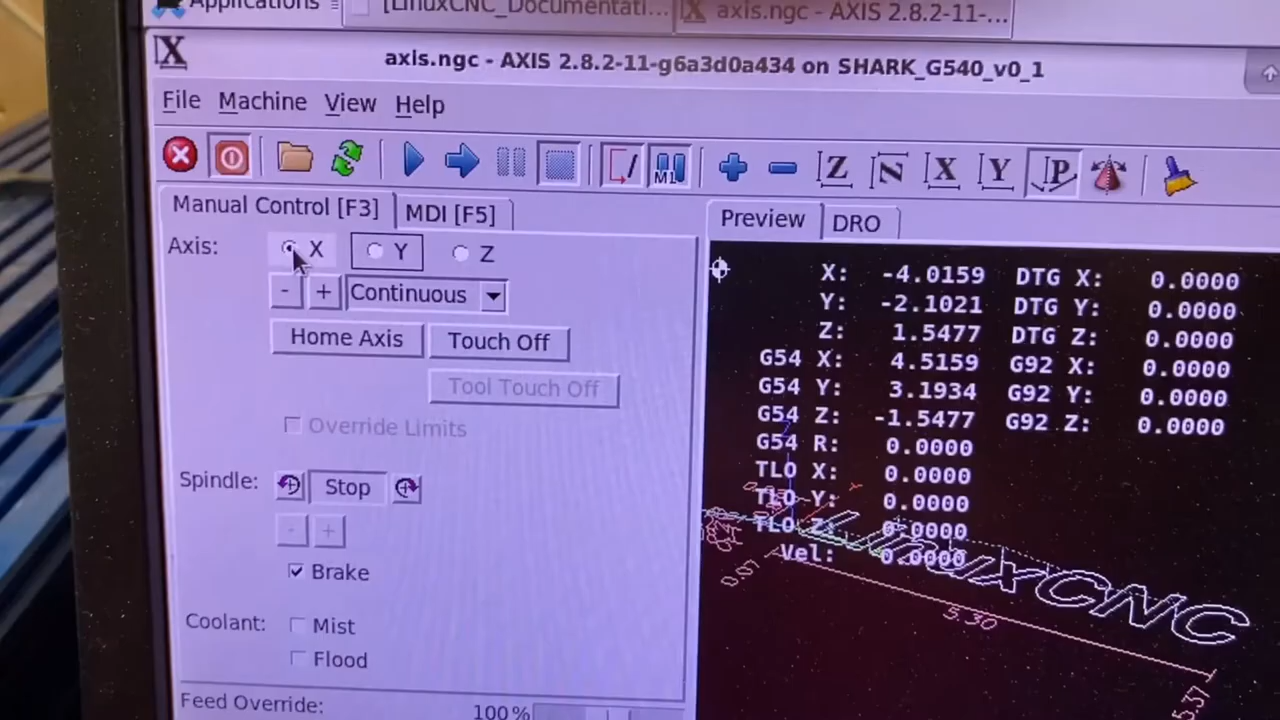 Applications
[LinuxCNC_Documentati...
axis.ngc - AXIS 2.8.2-11-...
axis.ngc - AXIS 2.8.2-11-g6a3d0a434 on SHARK_G540_v0_1
File Machine View Help
M1 Z N X Y P
Manual Control [F3] MDI [F5]
Preview DRO
Axis: X Y Z
- + Continuous
Home Axis Touch Off
Tool Touch Off
Override Limits
Spindle: Stop
- +
Brake
Coolant: Mist
Flood
Feed Override: 100%
X: -4.0159 DTG X: 0.0000
Y: -2.1021 DTG Y: 0.0000
Z: 1.5477 DTG Z: 0.0000
G54 X: 4.5159 G92 X: 0.0000
G54 Y: 3.1934 G92 Y: 0.0000
G54 Z: -1.5477 G92 Z: 0.0000
G54 R: 0.0000
TLO X: 0.0000
TLO Y: 0.0000
TLO Z: 0.0000
Vel: 0.0000
LinuxCNC
0.07
5.30
5.37